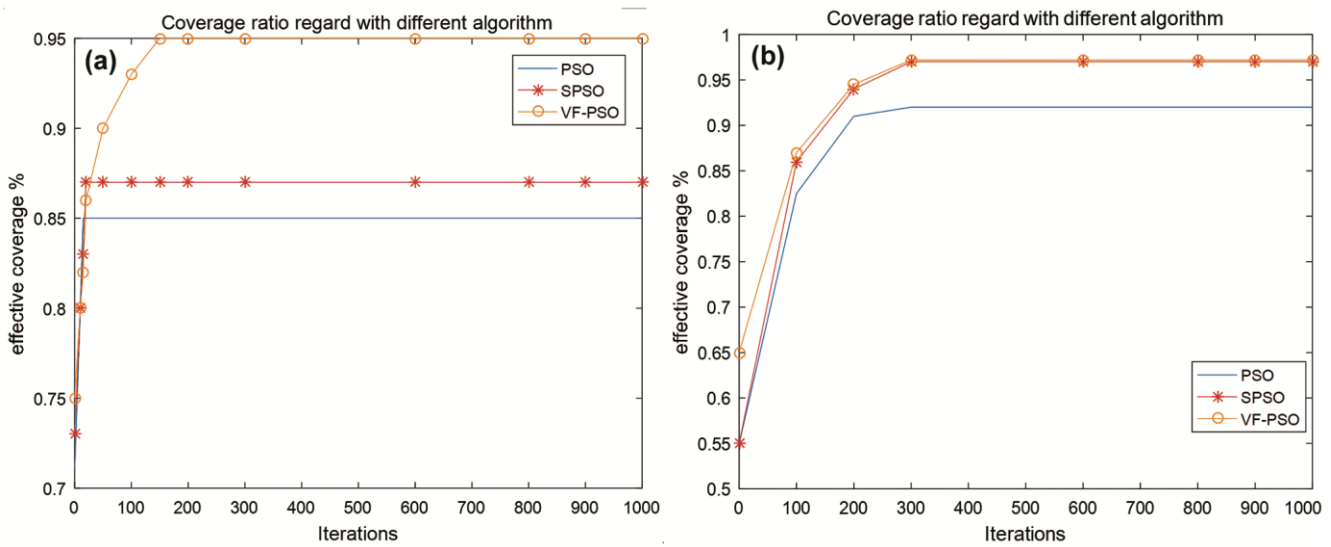 Coverage ratio regard with different algorithm
(a)
PSO
SPSO
VF-PSO
effective coverage %
0.95
0.9
0.85
0.8
0.75
0.7
0 100 200 300 400 500 600 700 800 900 1000
Iterations
Coverage ratio regard with different algorithm
(b)
PSO
SPSO
VF-PSO
effective coverage %
1
0.95
0.9
0.85
0.8
0.75
0.7
0.65
0.6
0.55
0.5
0 100 200 300 400 500 600 700 800 900 1000
Iterations